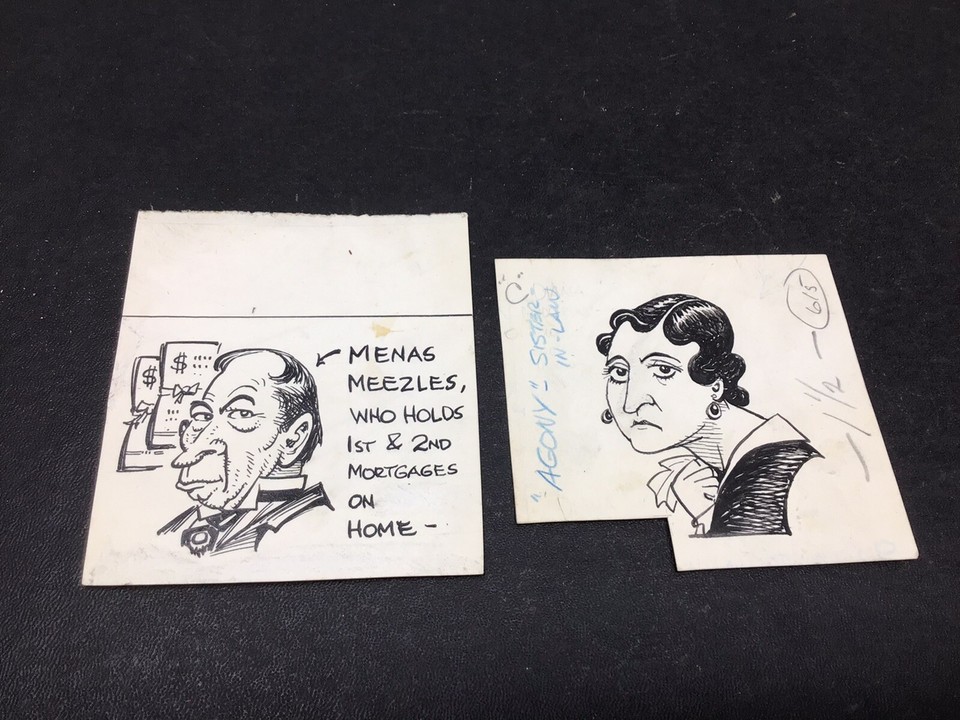 $
$
MENAS
MEEZLES,
WHO HOLDS
1ST & 2ND
MORTGAGES
ON
HOME -
"AGONY" - SISTER-
IN-LAW
615
- 1/2 -